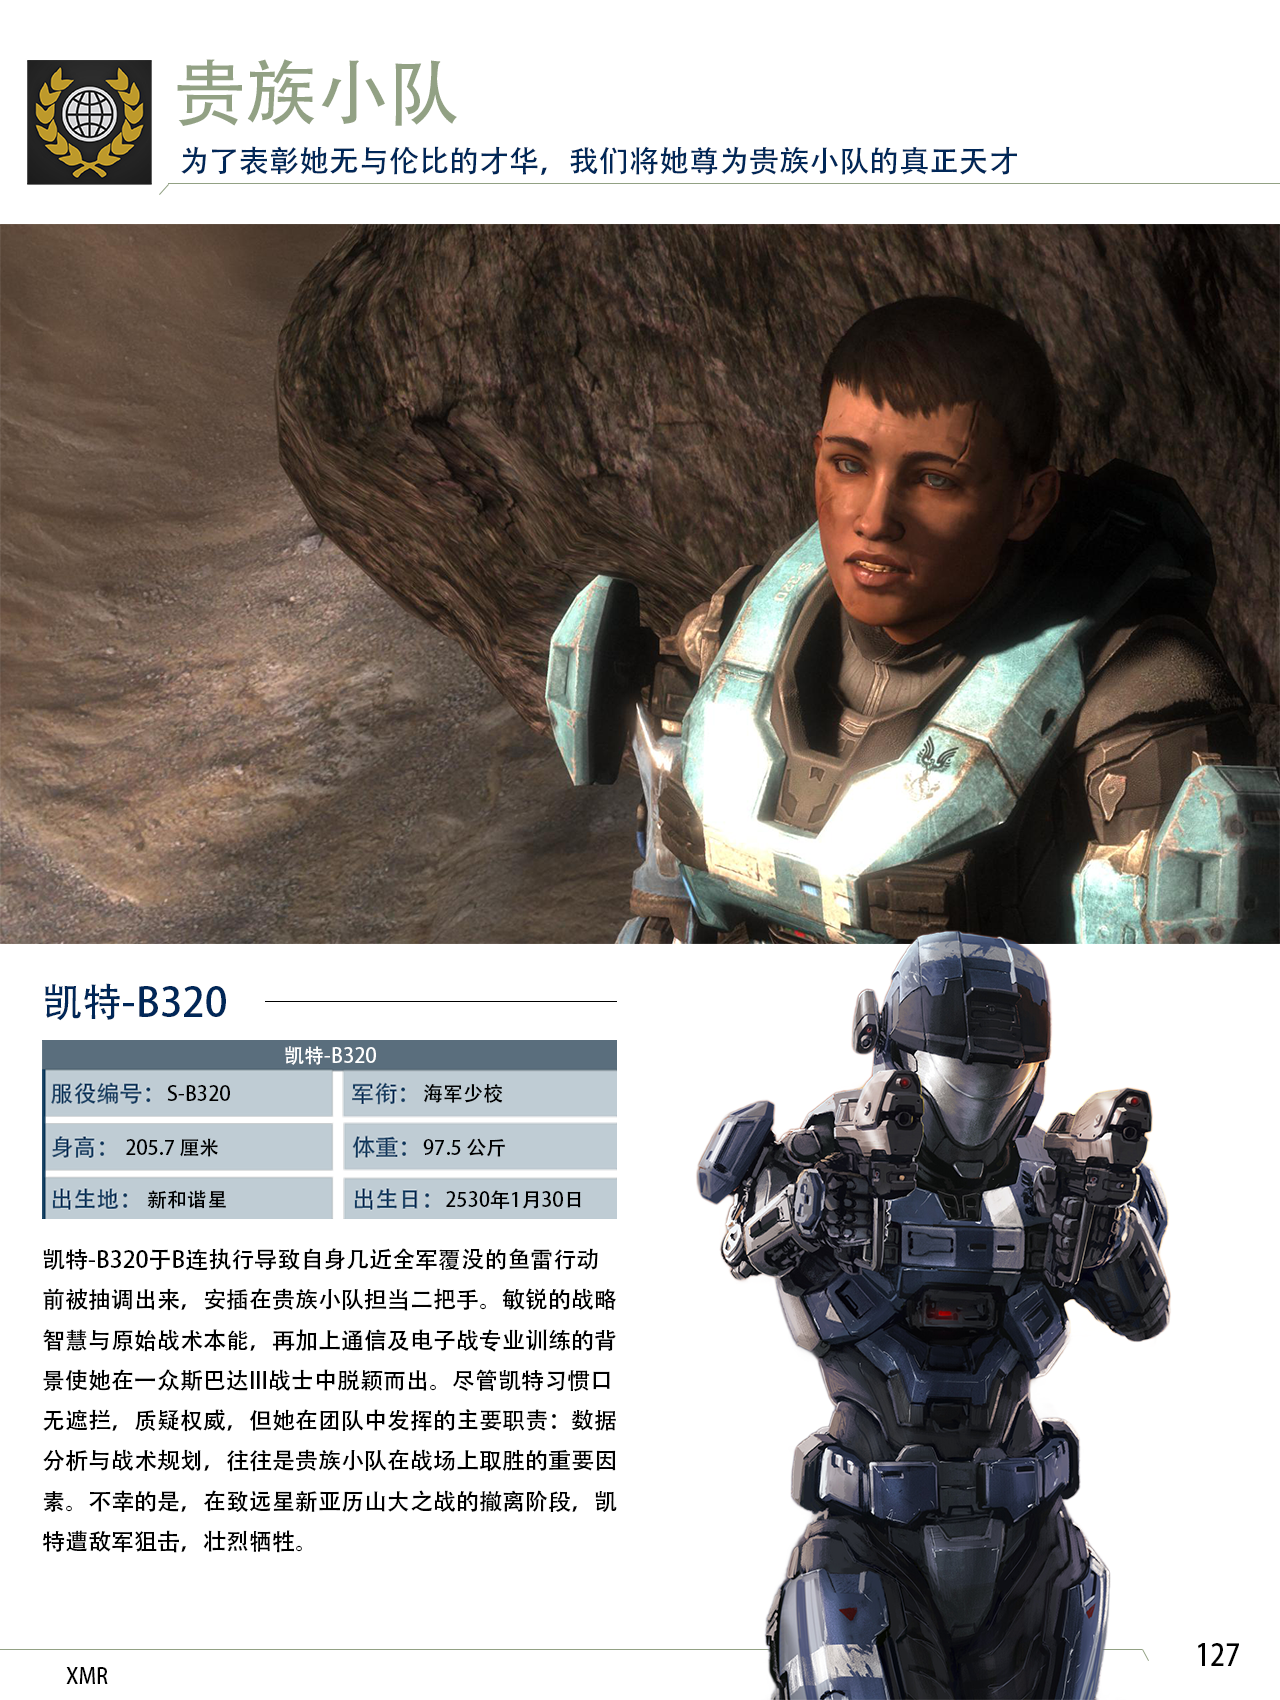 贵族小队
为了表彰她无与伦比的才华，我们将她尊为贵族小队的真正天才
凯特-B320
凯特-B320
服役编号：S-B320
军衔：海军少校
身高：205.7 厘米
体重：97.5 公斤
出生地：新和谐星
出生日：2530年1月30日
凯特-B320于B连执行导致自身几近全军覆没的鱼雷行动
前被抽调出来，安插在贵族小队担当二把手。敏锐的战略
智慧与原始战术本能，再加上通信及电子战专业训练的背
景使她在一众斯巴达III战士中脱颖而出。尽管凯特习惯口
无遮拦，质疑权威，但她在团队中发挥的主要职责：数据
分析与战术规划，往往是贵族小队在战场上取胜的重要因
素。不幸的是，在致远星新亚历山大之战的撤离阶段，凯
特遭敌军狙击，壮烈牺牲。
XMR
127